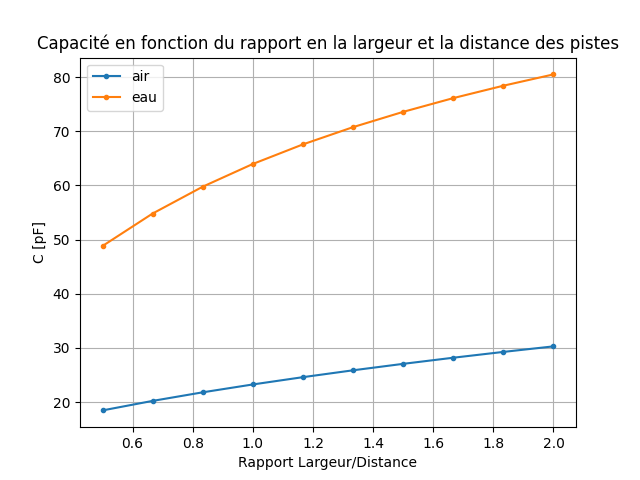 Capacité en fonction du rapport en la largeur et la distance des pistes
air
eau
80
70
60
50
40
30
20
C [pF]
0.6 0.8 1.0 1.2 1.4 1.6 1.8 2.0
Rapport Largeur/Distance